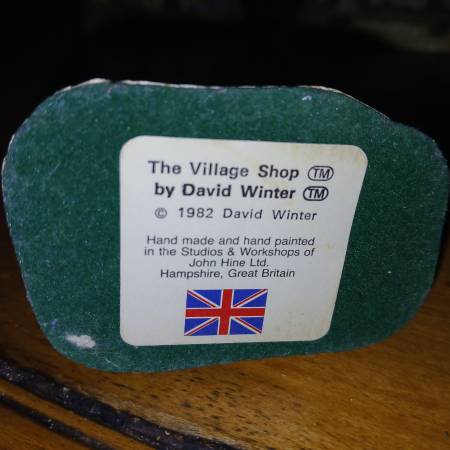 The Village Shop TM
by David Winter TM
© 1982 David Winter
Hand made and hand painted
in the Studios & Workshops of
John Hine Ltd.
Hampshire, Great Britain